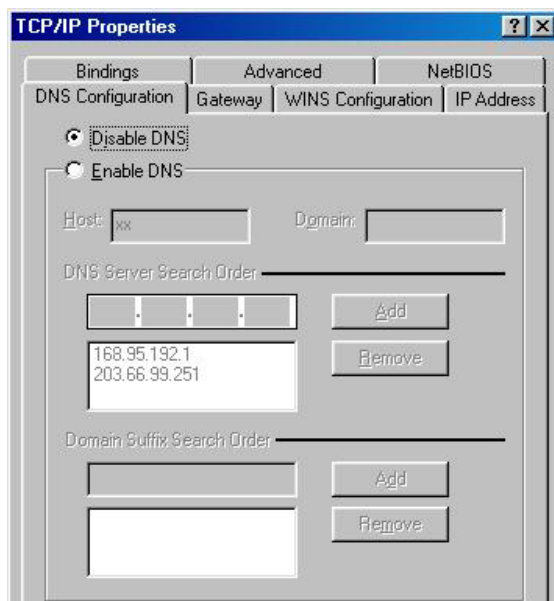 TCP/IP Properties
Bindings Advanced NetBIOS
DNS Configuration Gateway WINS Configuration IP Address
Disable DNS
Enable DNS
Host: xx Domain:
DNS Server Search Order
. . . Add
168.95.192.1 Remove
203.66.99.251
Domain Suffix Search Order
Add
Remove